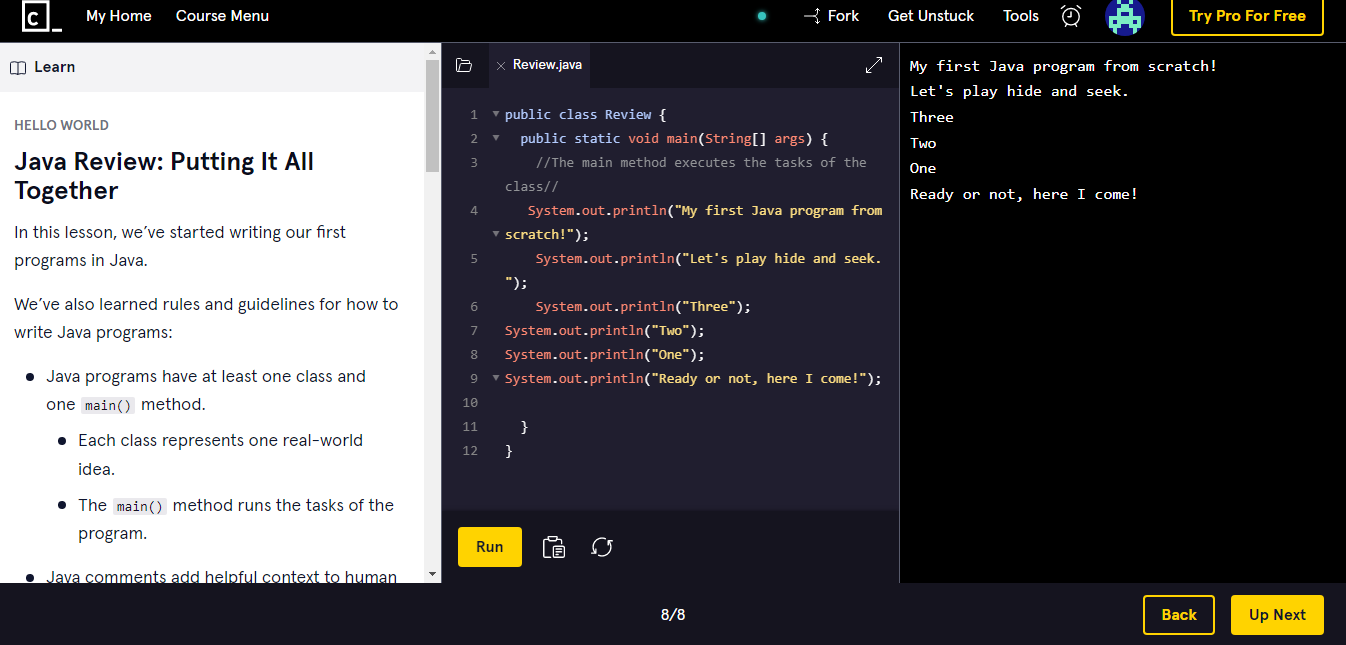 C_
My Home Course Menu Fork Get Unstuck Tools Try Pro For Free
Learn
HELLO WORLD
Java Review: Putting It All
Together
In this lesson, we’ve started writing our first
programs in Java.
We’ve also learned rules and guidelines for how to
write Java programs:
Java programs have at least one class and
one main() method.
Each class represents one real-world
idea.
The main() method runs the tasks of the
program.
Java comments add helpful context to human
Review.java
1 public class Review {
2 public static void main(String[] args) {
3 //The main method executes the tasks of the
class//
4 System.out.println("My first Java program from
scratch!");
5 System.out.println("Let's play hide and seek.
");
6 System.out.println("Three");
7 System.out.println("Two");
8 System.out.println("One");
9 System.out.println("Ready or not, here I come!");
10
11 }
12 }
Run
My first Java program from scratch!
Let's play hide and seek.
Three
Two
One
Ready or not, here I come!
8/8
Back Up Next